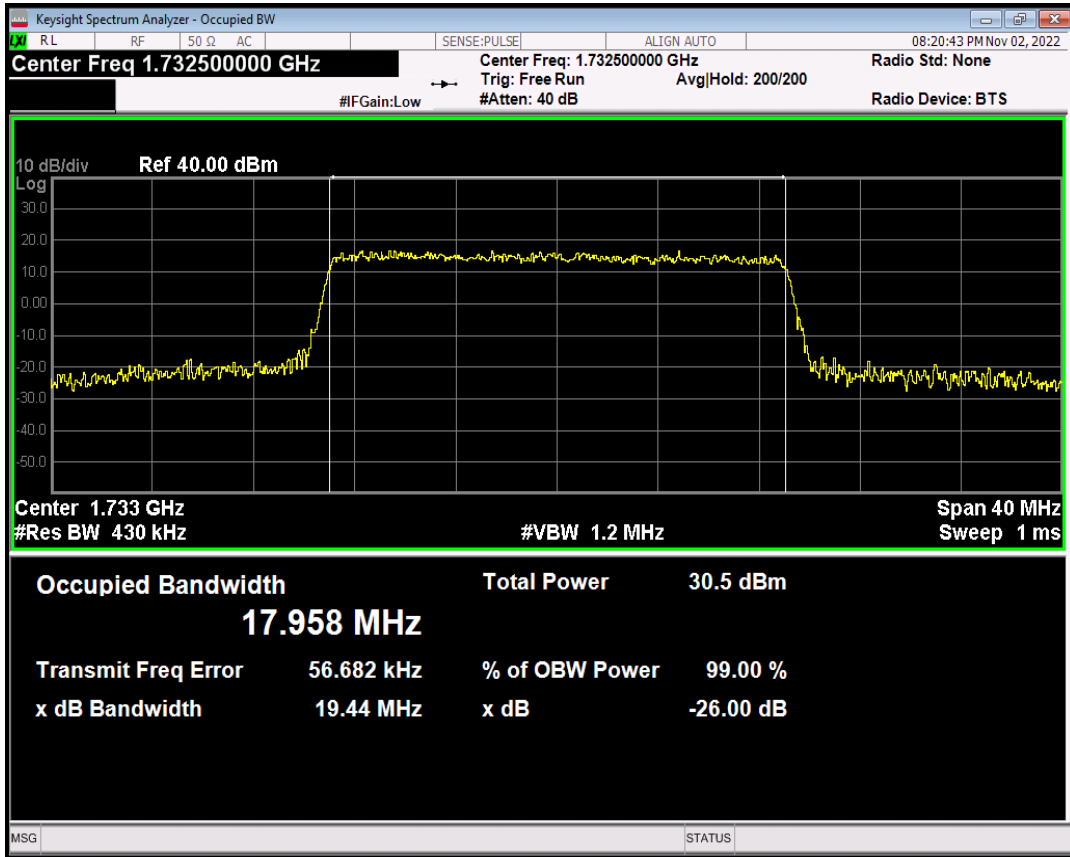 Keysight Spectrum Analyzer - Occupied BW
LXI RL RF 50 Ω AC SENSE:PULSE ALIGN AUTO 08:20:43 PM Nov 02, 2022
Center Freq 1.732500000 GHz Center Freq: 1.732500000 GHz Radio Std: None
Trig: Free Run Avg|Hold: 200/200
#IFGain:Low #Atten: 40 dB Radio Device: BTS
10 dB/div Ref 40.00 dBm
Log
30.0
20.0
10.0
0.00
-10.0
-20.0
-30.0
-40.0
-50.0
Center 1.733 GHz Span 40 MHz
#Res BW 430 kHz #VBW 1.2 MHz Sweep 1 ms
Occupied Bandwidth Total Power 30.5 dBm
17.958 MHz
Transmit Freq Error 56.682 kHz % of OBW Power 99.00 %
x dB Bandwidth 19.44 MHz x dB -26.00 dB
MSG STATUS